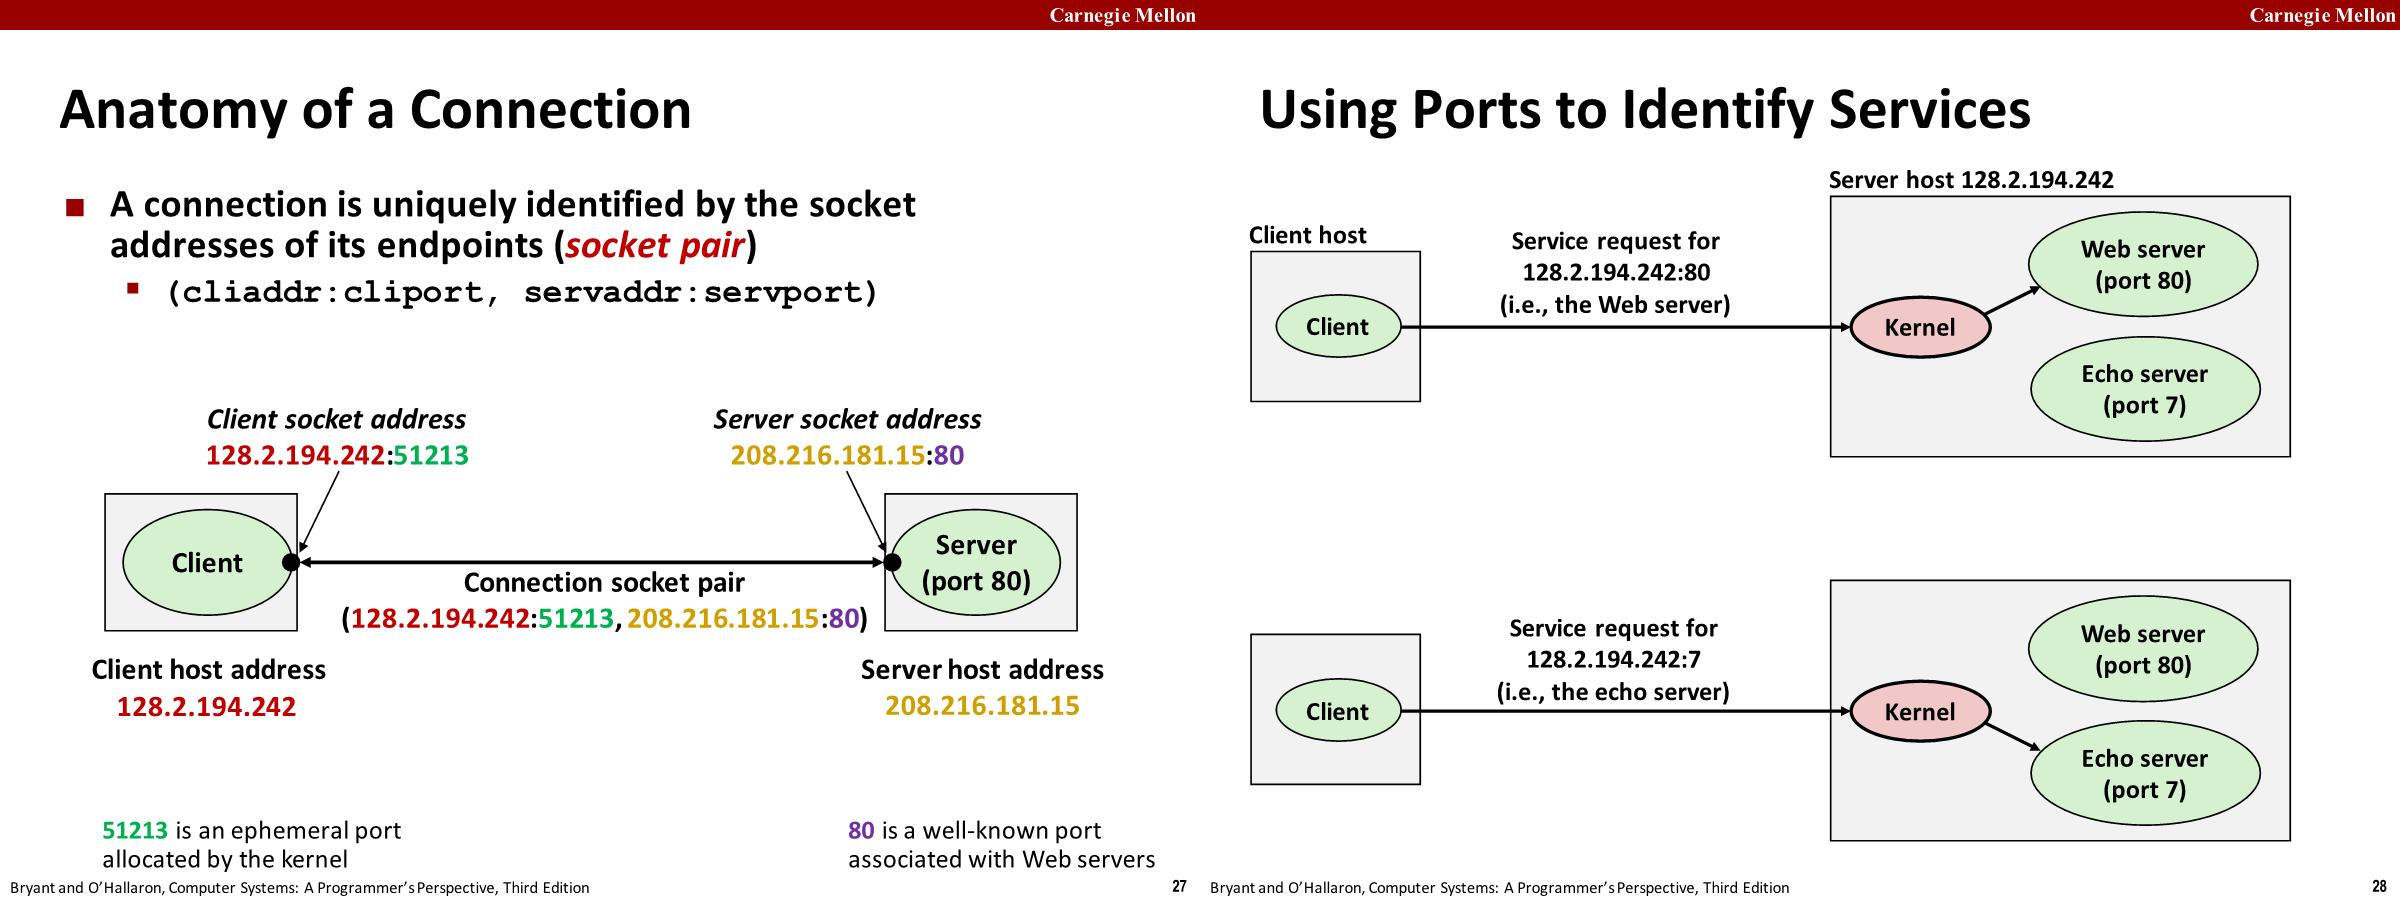 Carnegie Mellon
Anatomy of a Connection
A connection is uniquely identified by the socket
addresses of its endpoints (socket pair)
(cliaddr:cliport, servaddr:servport)
Client socket address
128.2.194.242:51213
Server socket address
208.216.181.15:80
Client
Server
(port 80)
Connection socket pair
(128.2.194.242:51213, 208.216.181.15:80)
Client host address
128.2.194.242
Server host address
208.216.181.15
51213 is an ephemeral port
allocated by the kernel
80 is a well-known port
associated with Web servers
Bryant and O’Hallaron, Computer Systems: A Programmer’s Perspective, Third Edition
27
Carnegie Mellon
Using Ports to Identify Services
Server host 128.2.194.242
Client host
Service request for
128.2.194.242:80
(i.e., the Web server)
Client
Kernel
Web server
(port 80)
Echo server
(port 7)
Service request for
128.2.194.242:7
(i.e., the echo server)
Client
Kernel
Web server
(port 80)
Echo server
(port 7)
Bryant and O’Hallaron, Computer Systems: A Programmer’s Perspective, Third Edition
28